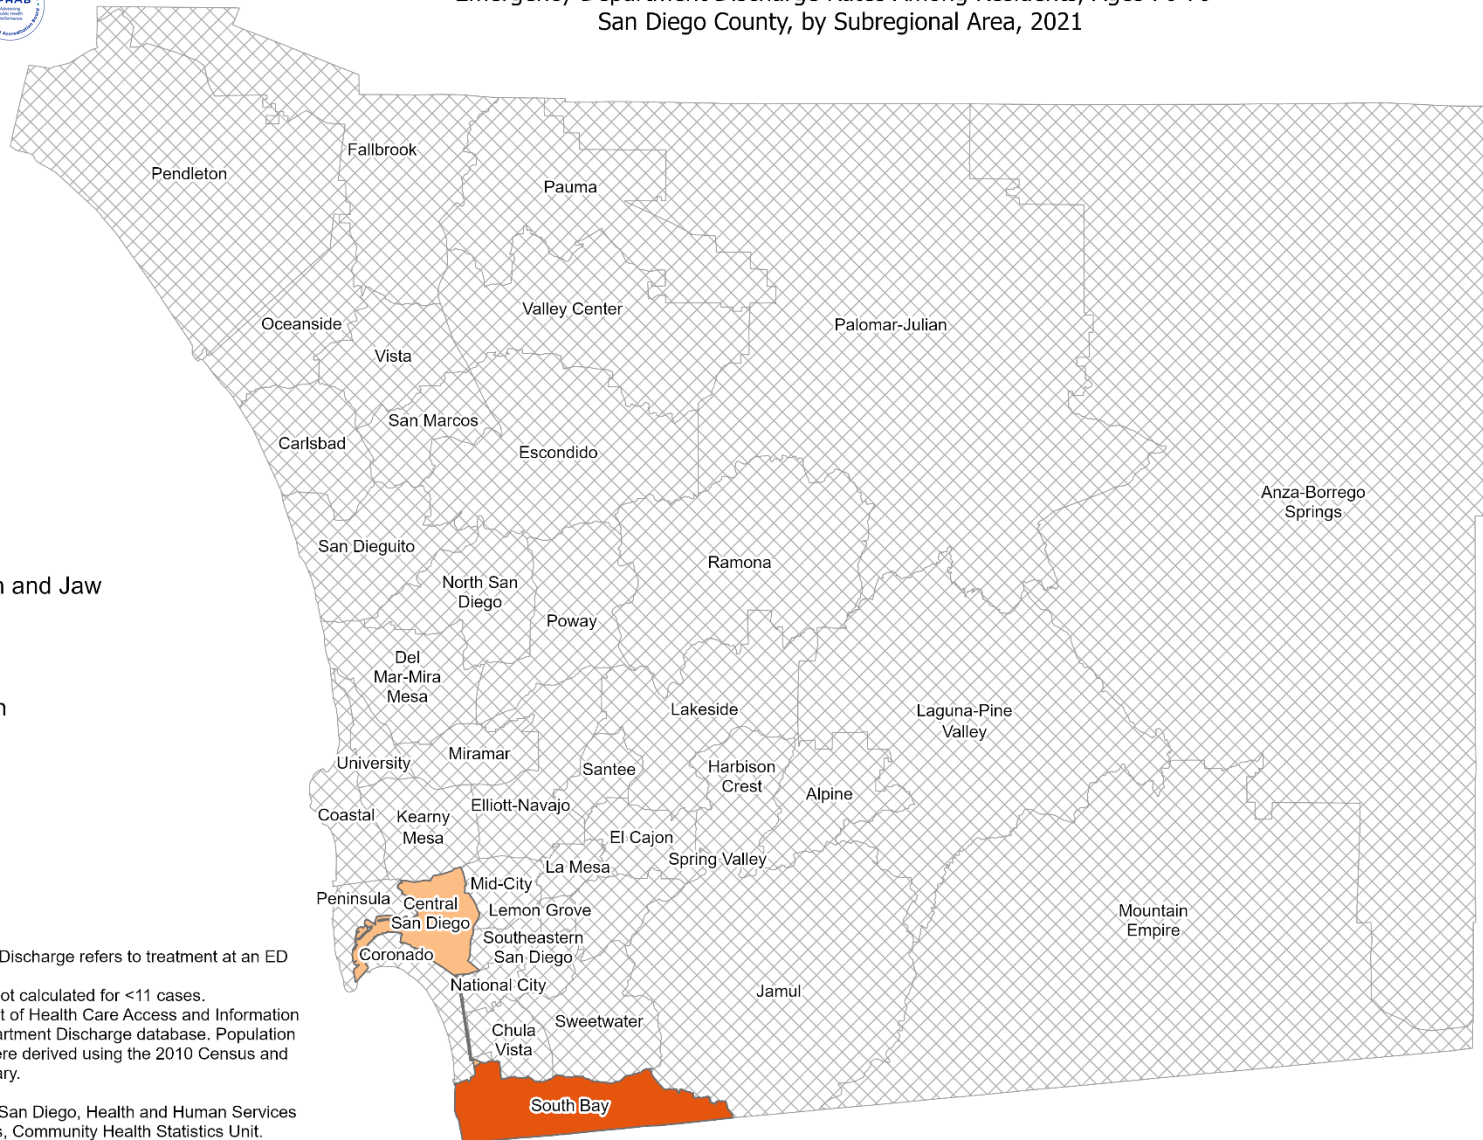 PHAB
Advancing
Public Health
Performance
San Diego County, by Subregional Area, 2021
Fallbrook
Pendleton
Pauma
Valley Center
Oceanside
Palomar-Julian
Vista
San Marcos
Carlsbad
Escondido
Anza-Borrego
Springs
San Dieguito
Ramona
and Jaw
North San
Diego
Poway
Del
Mar-Mira
Mesa
Lakeside
Laguna-Pine
Valley
Miramar
University
Santee
Harbison
Crest
Alpine
Elliott-Navajo
Coastal
Kearny
Mesa
El Cajon
Spring Valley
La Mesa
Mid-City
Peninsula
Central
San Diego
Lemon Grove
Mountain
Empire
Southeastern
San Diego
Coronado
Discharge refers to treatment at an ED
National City
Jamul
ot calculated for <11 cases.
t of Health Care Access and Information
artment Discharge database. Population
ere derived using the 2010 Census and
ary.
Sweetwater
Chula
Vista
South Bay
San Diego, Health and Human Services
s, Community Health Statistics Unit.